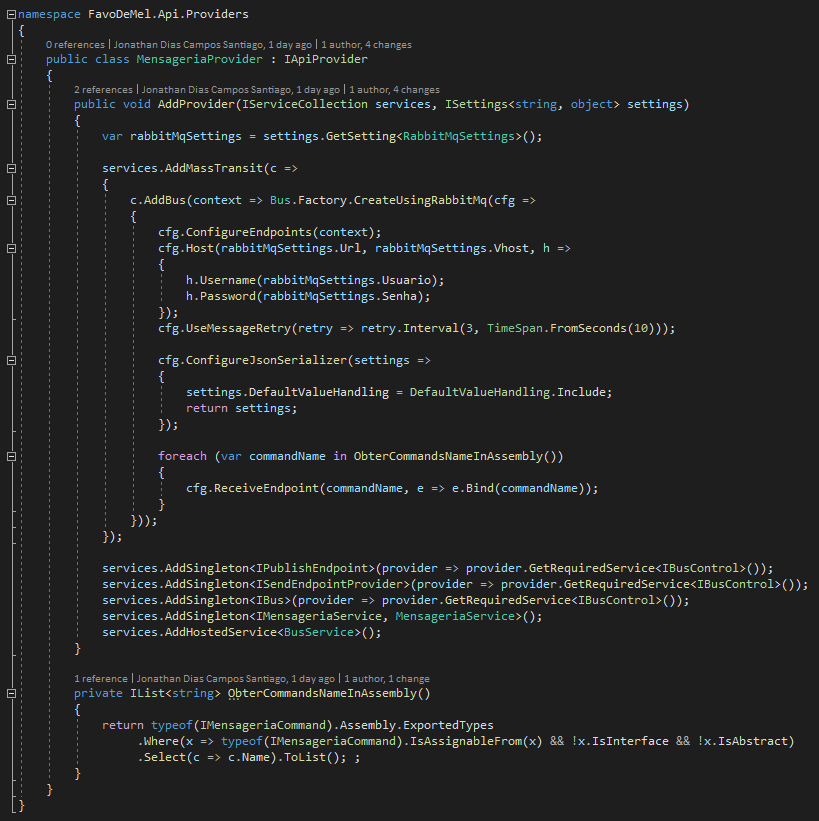 namespace FavoDeMel.Api.Providers
{
0 references | Jonathan Dias Campos Santiago, 1 day ago | 1 author, 4 changes
public class MensageriaProvider : IApiProvider
{
2 references | Jonathan Dias Campos Santiago, 1 day ago | 1 author, 4 changes
public void AddProvider(IServiceCollection services, ISettings<string, object> settings)
{
var rabbitMqSettings = settings.GetSetting<RabbitMqSettings>();
services.AddMassTransit(c =>
{
c.AddBus(context => Bus.Factory.CreateUsingRabbitMq(cfg =>
{
cfg.ConfigureEndpoints(context);
cfg.Host(rabbitMqSettings.Url, rabbitMqSettings.Vhost, h =>
{
h.Username(rabbitMqSettings.Usuario);
h.Password(rabbitMqSettings.Senha);
});
cfg.UseMessageRetry(retry => retry.Interval(3, TimeSpan.FromSeconds(10)));
cfg.ConfigureJsonSerializer(settings =>
{
settings.DefaultValueHandling = DefaultValueHandling.Include;
return settings;
});
foreach (var commandName in ObterCommandsNameInAssembly())
{
cfg.ReceiveEndpoint(commandName, e => e.Bind(commandName));
}
}));
});
services.AddSingleton<IPublishEndpoint>(provider => provider.GetRequiredService<IBusControl>());
services.AddSingleton<ISendEndpointProvider>(provider => provider.GetRequiredService<IBusControl>());
services.AddSingleton<IBus>(provider => provider.GetRequiredService<IBusControl>());
services.AddSingleton<IMensageriaService, MensageriaService>();
services.AddHostedService<BusService>();
}
1 reference | Jonathan Dias Campos Santiago, 1 day ago | 1 author, 1 change
private IList<string> ObterCommandsNameInAssembly()
{
return typeof(IMensageriaCommand).Assembly.ExportedTypes
.Where(x => typeof(IMensageriaCommand).IsAssignableFrom(x) && !x.IsInterface && !x.IsAbstract)
.Select(c => c.Name).ToList(); ;
}
}
}